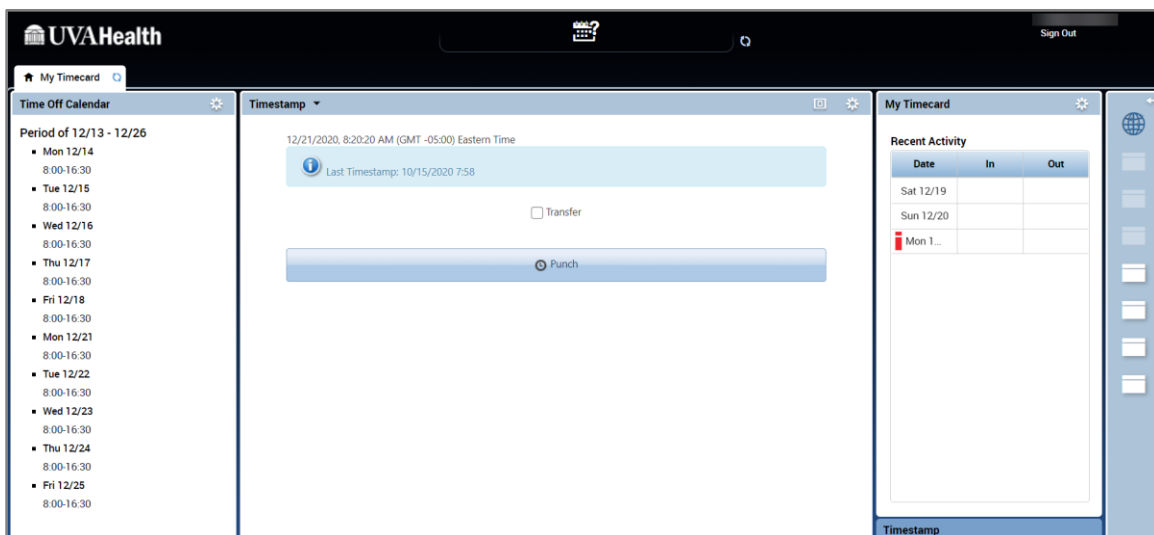 UVAHealth
?
Sign Out
My Timecard
Time Off Calendar
Period of 12/13 - 12/26
Mon 12/14
8:00-16:30
Tue 12/15
8:00-16:30
Wed 12/16
8:00-16:30
Thu 12/17
8:00-16:30
Fri 12/18
8:00-16:30
Mon 12/21
8:00-16:30
Tue 12/22
8:00-16:30
Wed 12/23
8:00-16:30
Thu 12/24
8:00-16:30
Fri 12/25
8:00-16:30
Timestamp
12/21/2020, 8:20:20 AM (GMT -05:00) Eastern Time
Last Timestamp: 10/15/2020 7:58
Transfer
Punch
My Timecard
Recent Activity
Date In Out
Sat 12/19
Sun 12/20
Mon 1...
Timestamp